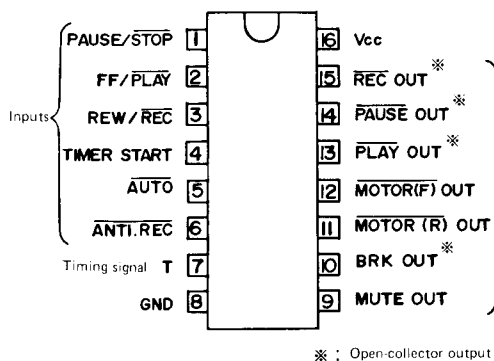 PAUSE/STOP 1
FF/PLAY 2
REW/REC 3
TIMER START 4
AUTO 5
ANTI.REC 6
Timing signal T 7
GND 8
Inputs
16 Vcc
15 REC OUT ※
14 PAUSE OUT ※
13 PLAY OUT ※
12 MOTOR(F) OUT
11 MOTOR (R) OUT
10 BRK OUT ※
9 MUTE OUT
※ : Open-collector output